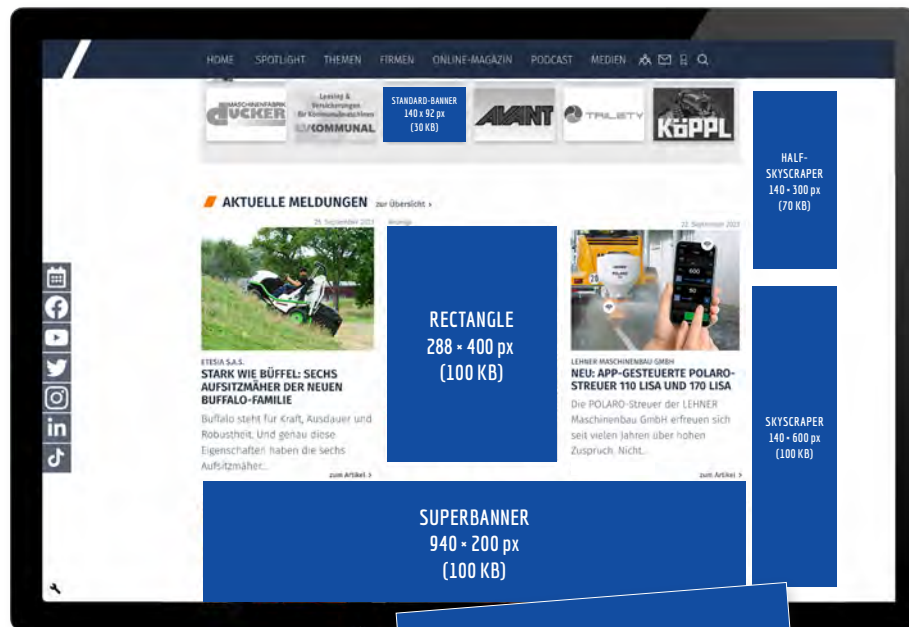 HOME SPOTLIGHT THEMEN FIRMEN ONLINE-MAGAZIN PODCAST MEDIEN
MASCHINENFABRIK
DÜCKER
Leasing &
Versicherungen
für Kommunalmaschinen
KOMMUNAL
STANDARD-BANNER
140 x 92 px
(30 KB)
AVANT
TRILETY
KÖPPL
HALF-
SKYSCRAPER
140 × 300 px
(70 KB)
AKTUELLE MELDUNGEN zur Übersicht ›
25. September 2023
Anzeige
22. September 2023
RECTANGLE
288 × 400 px
(100 KB)
ETESIA S.A.S.
STARK WIE BÜFFEL: SECHS
AUFSITZMÄHER DER NEUEN
BUFFALO-FAMILIE
Buffalo steht für Kraft, Ausdauer und
Robustheit. Und genau diese
Eigenschaften haben die sechs
Aufsitzmäher...
zum Artikel ›
600
90
LEHNER
20
LEHNER MASCHINENBAU GMBH
NEU: APP-GESTEUERTE POLARO-
STREUER 110 LISA UND 170 LISA
Die POLARO-Streuer der LEHNER
Maschinenbau GmbH erfreuen sich
seit vielen Jahren über hohen
Zuspruch. Nicht...
zum Artikel ›
SKYSCRAPER
140 × 600 px
(100 KB)
SUPERBANNER
940 × 200 px
(100 KB)